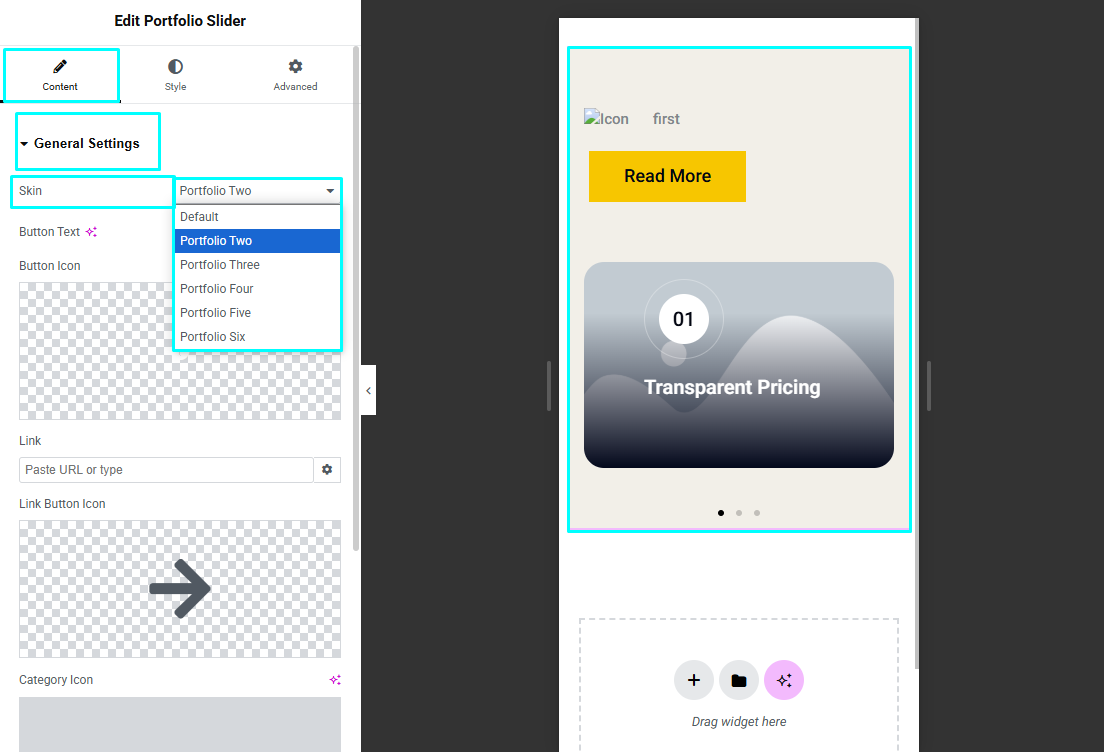 Edit Portfolio Slider
Content
Style
Advanced
General Settings
Skin
Portfolio Two
Default
Portfolio Two
Portfolio Three
Portfolio Four
Portfolio Five
Portfolio Six
Button Text
Button Icon
Link
Paste URL or type
Link Button Icon
Category Icon
Icon first
Read More
01
Transparent Pricing
Drag widget here